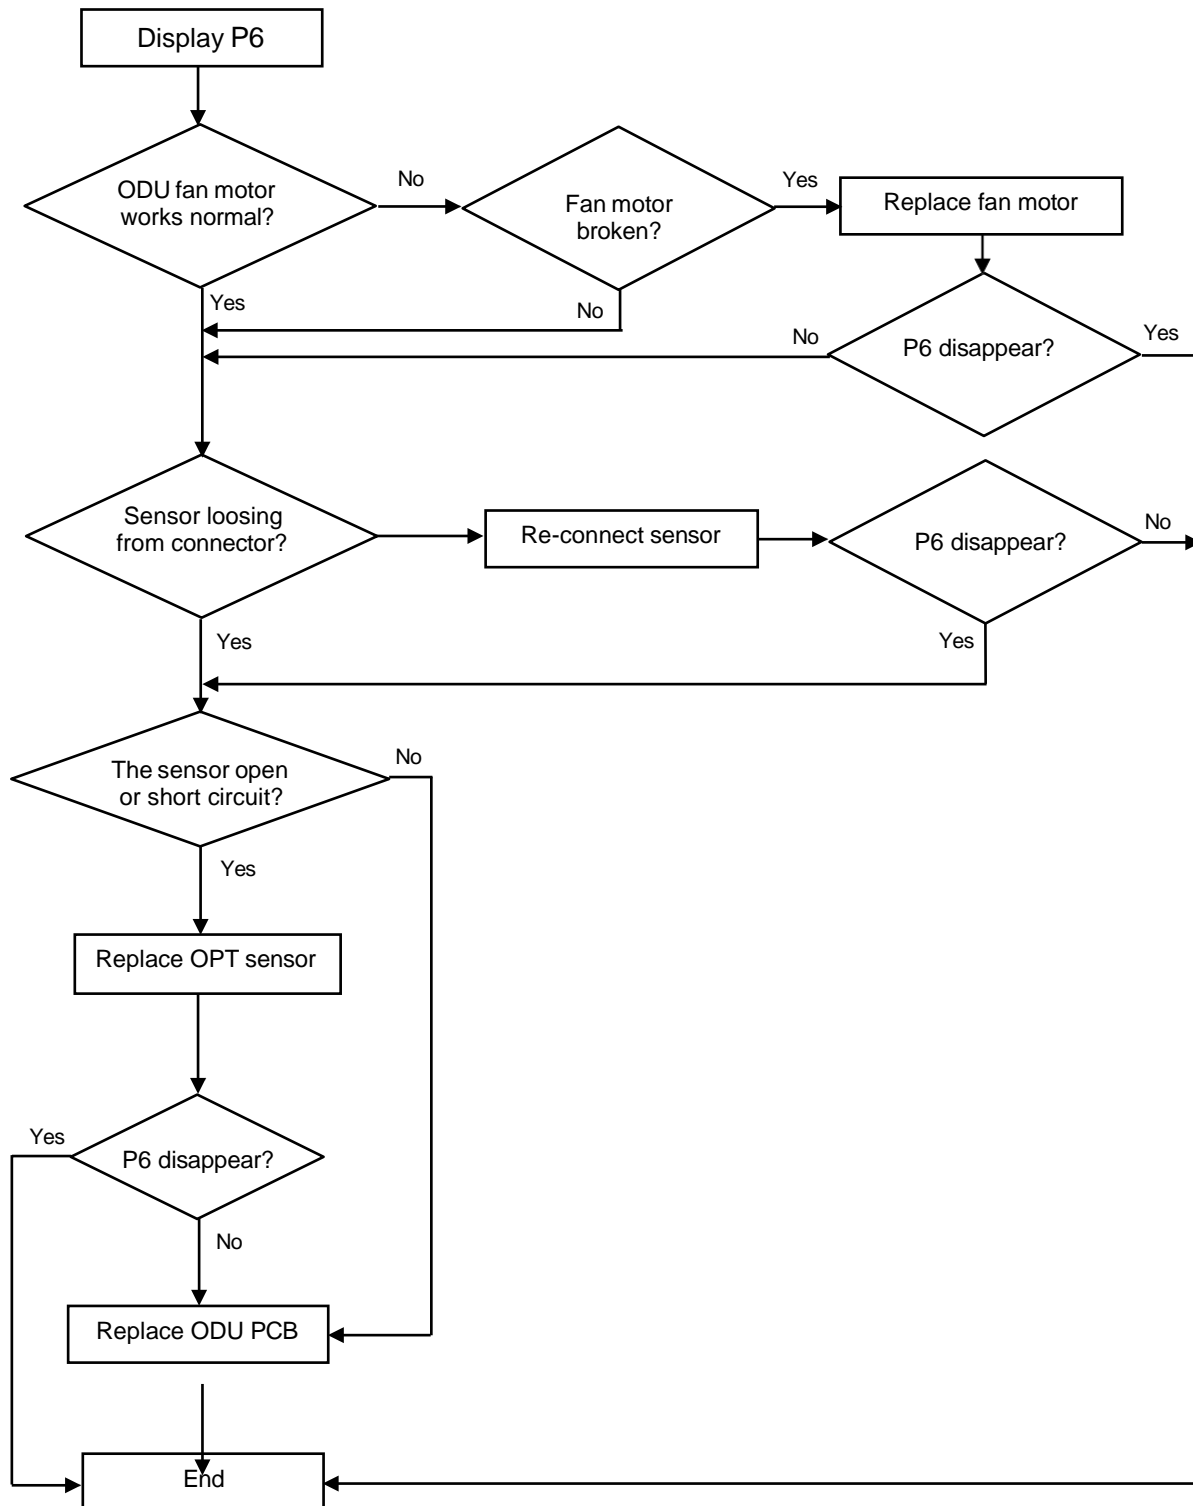 Display P6
ODU fan motor
works normal?
No
Fan motor
broken?
Yes
Replace fan motor
Yes
No
No
P6 disappear?
Yes
Sensor loosing
from connector?
Re-connect sensor
P6 disappear?
No
Yes
Yes
The sensor open
or short circuit?
No
Yes
Replace OPT sensor
Yes
P6 disappear?
No
Replace ODU PCB
End